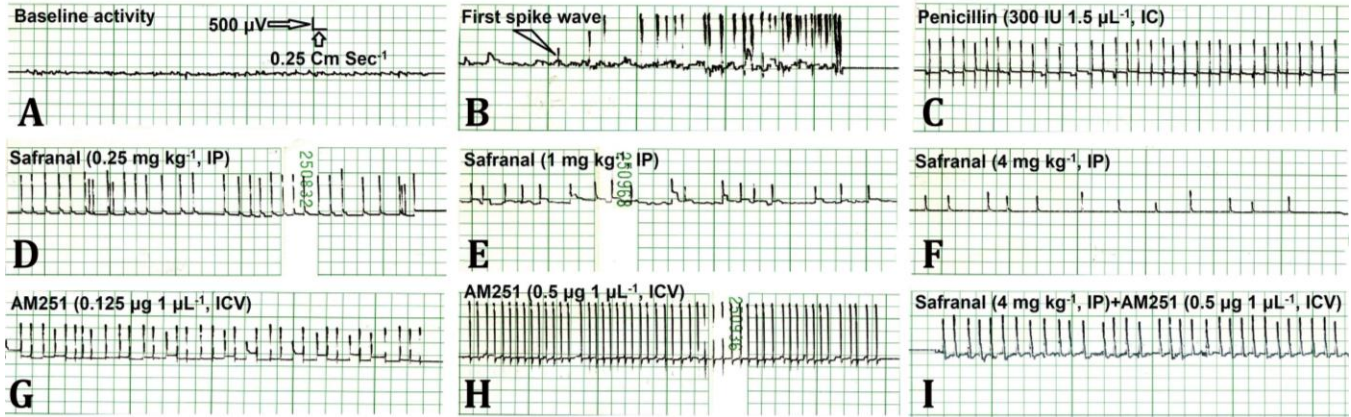 Baseline activity
500 µV
0.25 Cm Sec⁻¹
A
First spike wave
B
Penicillin (300 IU 1.5 µL⁻¹, IC)
C
Safranal (0.25 mg kg⁻¹, IP)
250832
D
Safranal (1 mg kg⁻¹, IP)
250968
E
Safranal (4 mg kg⁻¹, IP)
F
AM251 (0.125 µg 1 µL⁻¹, ICV)
G
AM251 (0.5 µg 1 µL⁻¹, ICV)
250936
H
Safranal (4 mg kg⁻¹, IP)+AM251 (0.5 µg 1 µL⁻¹, ICV)
I